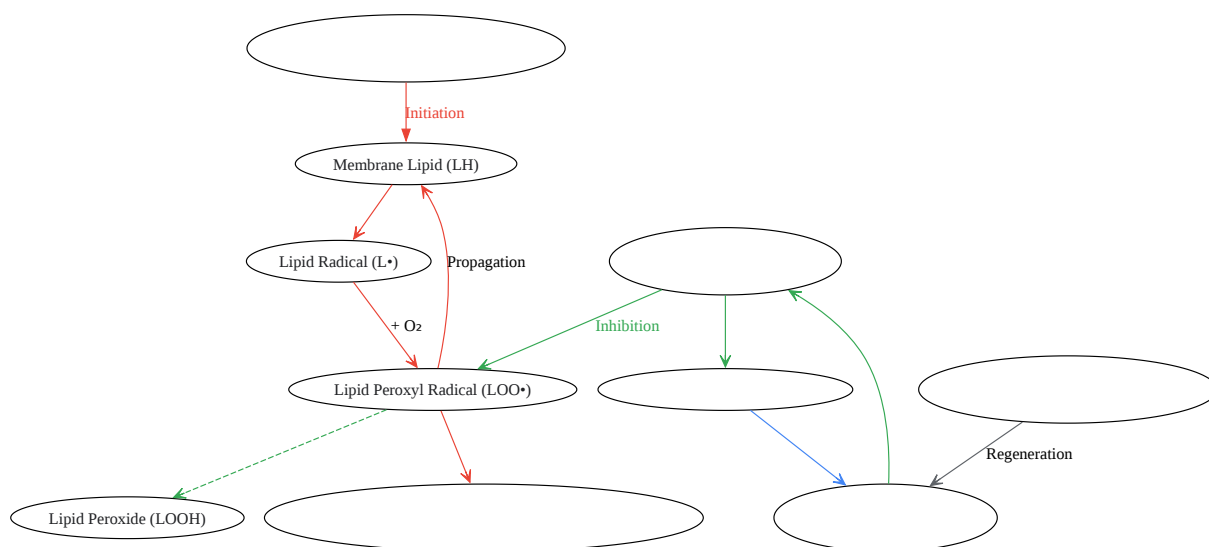 Initiation
Membrane Lipid (LH)
Lipid Radical (L•)
Propagation
+ O₂
Inhibition
Lipid Peroxyl Radical (LOO•)
Regeneration
Lipid Peroxide (LOOH)